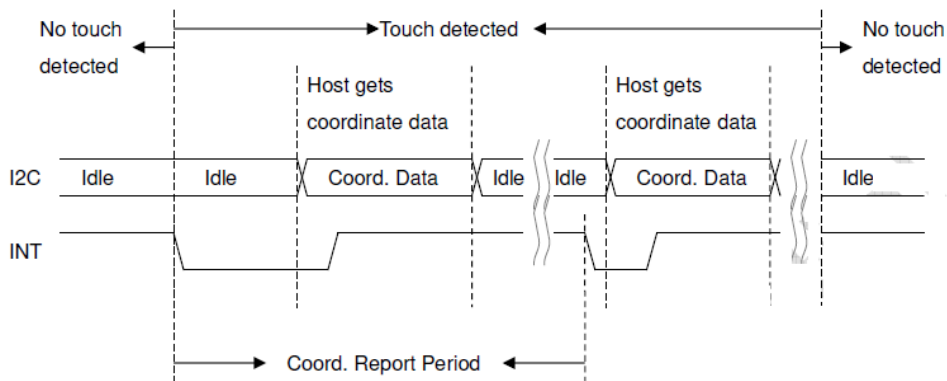 No touch
detected
Touch detected
No touch
detected
Host gets
coordinate data
Host gets
coordinate data
I2C
Idle
Idle
Coord. Data
Idle
Idle
Coord. Data
Idle
INT
Coord. Report Period